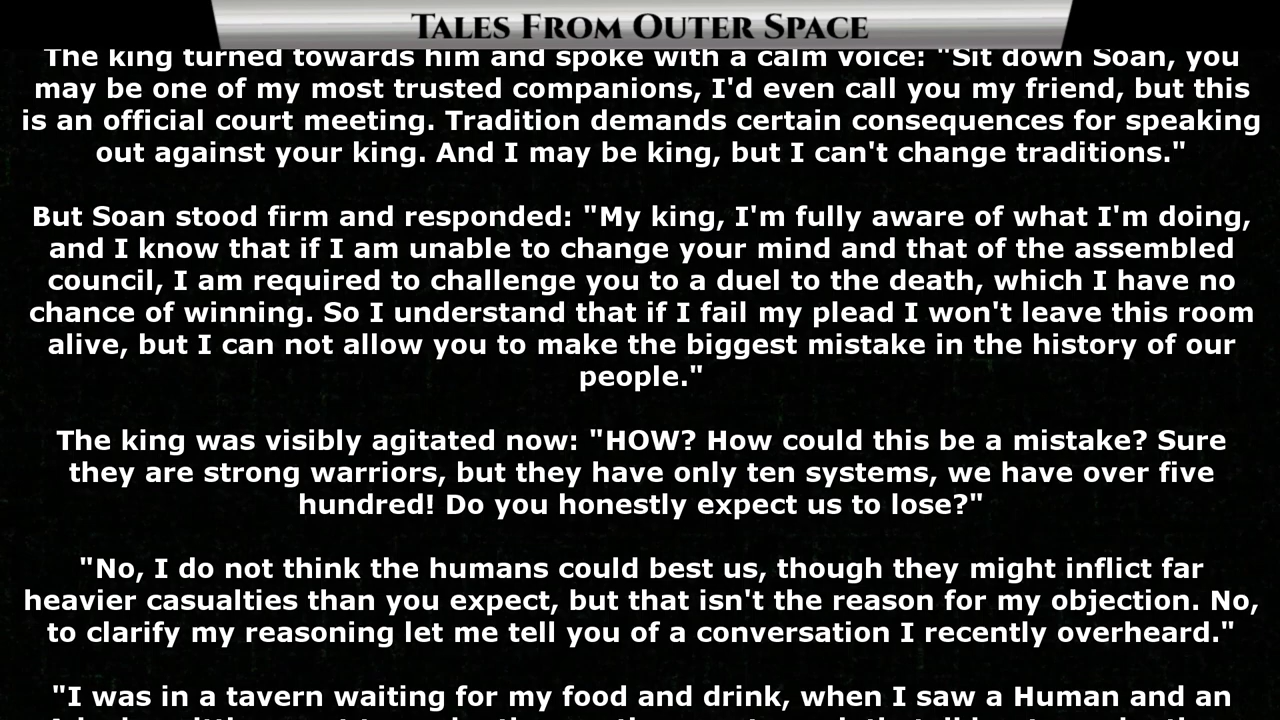 Tales From Outer Space
The king turned towards him and spoke with a calm voice: "Sit down Soan, you
may be one of my most trusted companions, I'd even call you my friend, but this
is an official court meeting. Tradition demands certain consequences for speaking
out against your king. And I may be king, but I can't change traditions."
But Soan stood firm and responded: "My king, I'm fully aware of what I'm doing,
and I know that if I am unable to change your mind and that of the assembled
council, I am required to challenge you to a duel to the death, which I have no
chance of winning. So I understand that if I fail my plead I won't leave this room
alive, but I can not allow you to make the biggest mistake in the history of our
people."
The king was visibly agitated now: "HOW? How could this be a mistake? Sure
they are strong warriors, but they have only ten systems, we have over five
hundred! Do you honestly expect us to lose?"
"No, I do not think the humans could best us, though they might inflict far
heavier casualties than you expect, but that isn't the reason for my objection. No,
to clarify my reasoning let me tell you of a conversation I recently overheard."
"I was in a tavern waiting for my food and drink, when I saw a Human and an